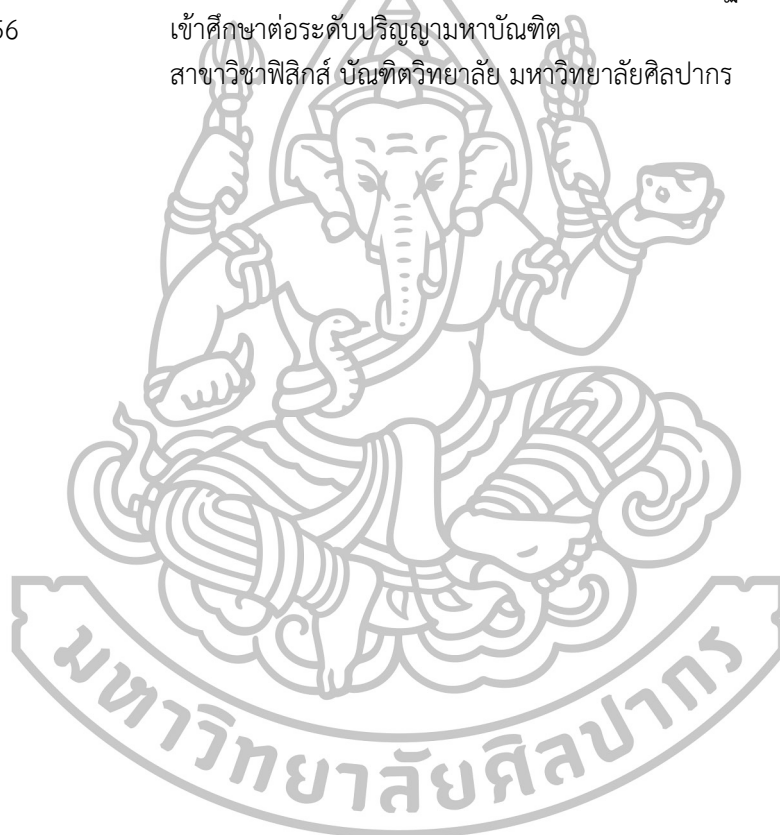 56 เข้าศึกษาต่อระดับปริญญามหาบัณฑิต
สาขาวิชาฟิสิกส์ บัณฑิตวิทยาลัย มหาวิทยาลัยศิลปากร
มหาวิทยาลัยศิลปากร